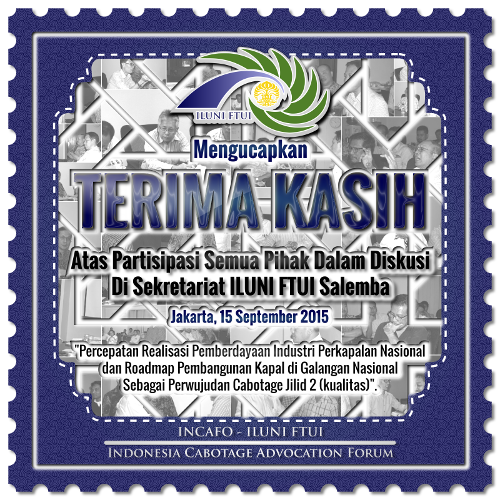 ILUNI FTUI
Mengucapkan
TERIMA KASIH
Atas Partisipasi Semua Pihak Dalam Diskusi
Di Sekretariat ILUNI FTUI Salemba
Jakarta, 15 September 2015
"Percepatan Realisasi Pemberdayaan Industri Perkapalan Nasional
dan Roadmap Pembangunan Kapal di Galangan Nasional
Sebagai Perwujudan Cabotage Jilid 2 (kualitas)".
INCAFO - ILUNI FTUI
INDONESIA CABOTAGE ADVOCATION FORUM